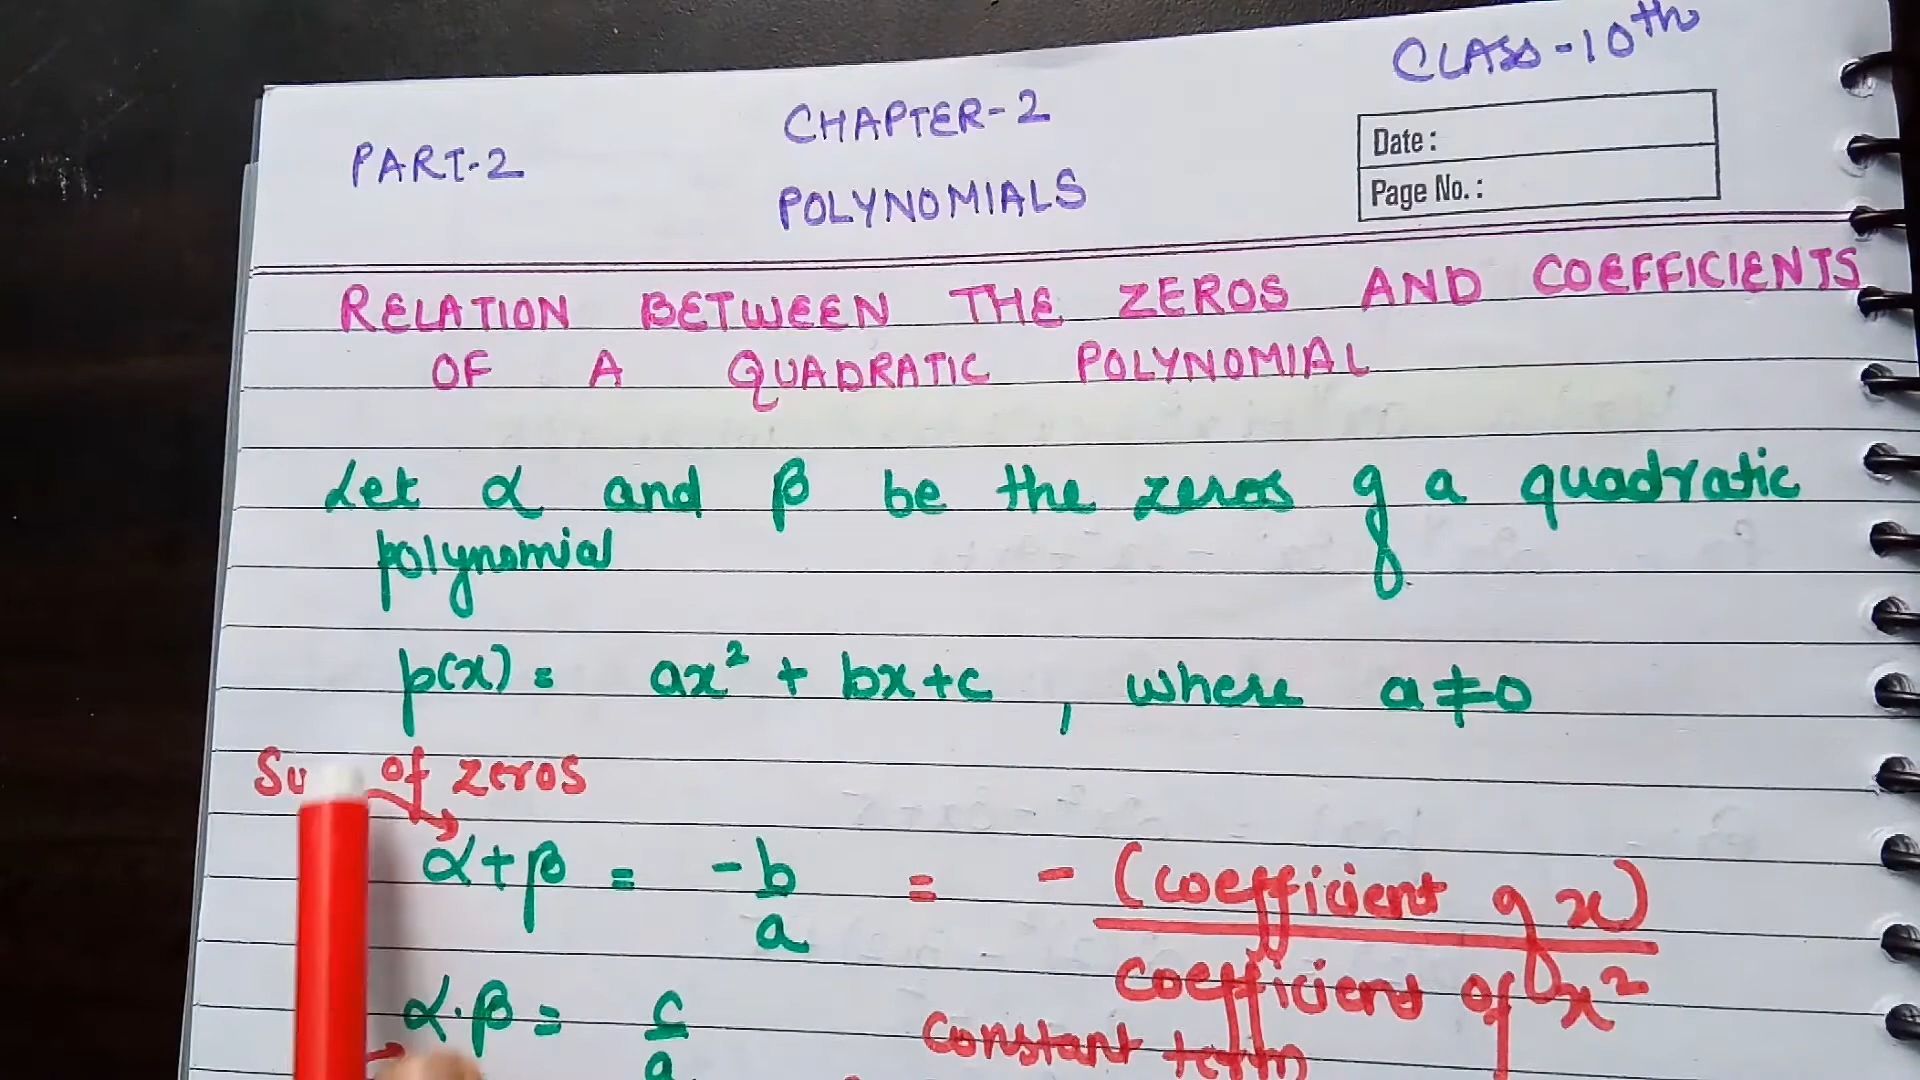 CLASS-10th
CHAPTER-2
PART-2
POLYNOMIALS
Date:
Page No.:
RELATION BETWEEN THE ZEROS AND COEFFICIENTS
OF A QUADRATIC POLYNOMIAL
Let α and β be the zeros of a quadratic
polynomial
p(x) = ax² + bx+c , where a≠0
of zeros
α+β = -b/a = - (coefficient of x)/coefficient of x²
α.β = c/a constant term